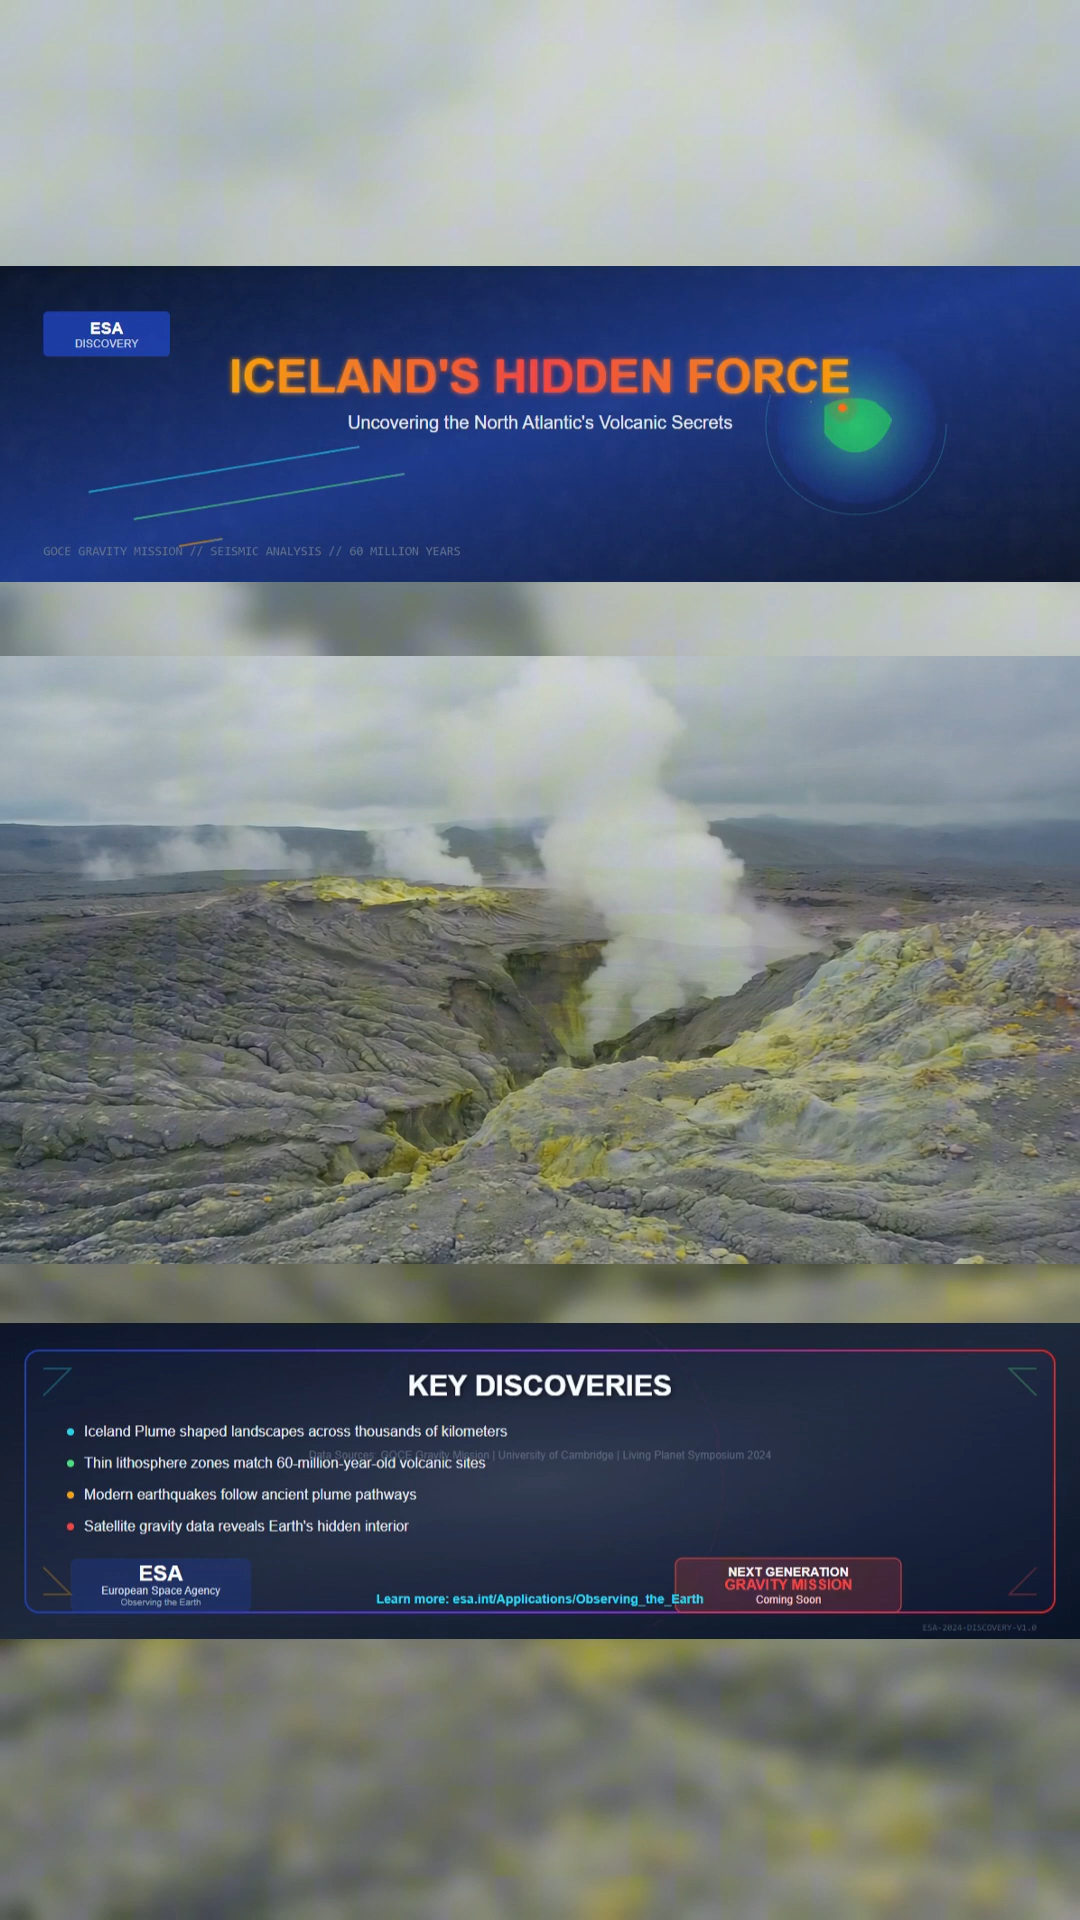 ESA
DISCOVERY
ICELAND'S HIDDEN FORCE
Uncovering the North Atlantic's Volcanic Secrets
GOCE GRAVITY MISSION // SEISMIC ANALYSIS // 60 MILLION YEARS
KEY DISCOVERIES
Iceland Plume shaped landscapes across thousands of kilometers
Data Sources: GOCE Gravity Mission | University of Cambridge | Living Planet Symposium 2024
Thin lithosphere zones match 60-million-year-old volcanic sites
Modern earthquakes follow ancient plume pathways
Satellite gravity data reveals Earth's hidden interior
ESA
European Space Agency
Observing the Earth
Learn more: esa.int/Applications/Observing_the_Earth
NEXT GENERATION
GRAVITY MISSION
Coming Soon
ESA-2024-DISCOVERY-V1.0